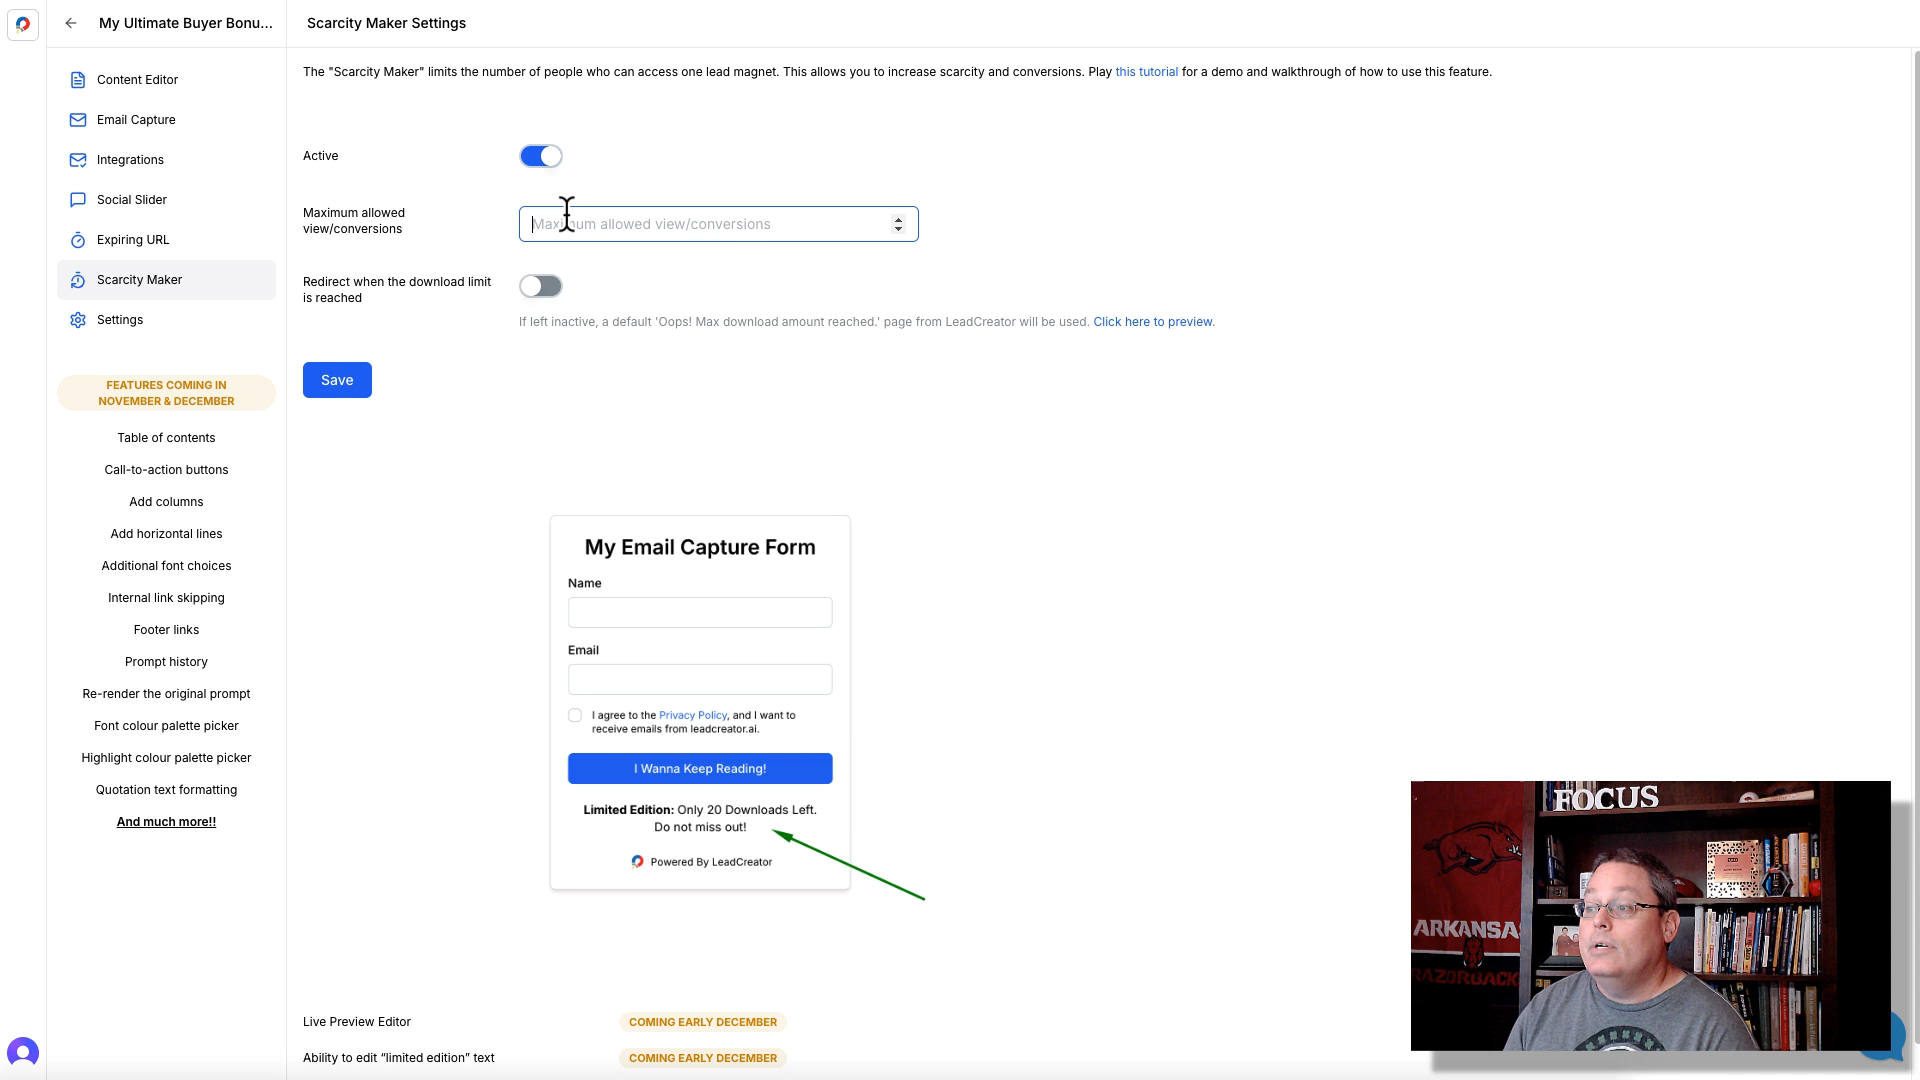 My Ultimate Buyer Bonu...
Scarcity Maker Settings
Content Editor
Email Capture
Integrations
Social Slider
Expiring URL
Scarcity Maker
Settings
FEATURES COMING IN
NOVEMBER & DECEMBER
Table of contents
Call-to-action buttons
Add columns
Add horizontal lines
Additional font choices
Internal link skipping
Footer links
Prompt history
Re-render the original prompt
Font colour palette picker
Highlight colour palette picker
Quotation text formatting
And much more!!
The "Scarcity Maker" limits the number of people who can access one lead magnet. This allows you to increase scarcity and conversions. Play this tutorial for a demo and walkthrough of how to use this feature.
Active
Maximum allowed
view/conversions
Maximum allowed view/conversions
Redirect when the download limit
is reached
If left inactive, a default 'Oops! Max download amount reached.' page from LeadCreator will be used. Click here to preview.
Save
My Email Capture Form
Name
Email
I agree to the Privacy Policy, and I want to
receive emails from leadcreator.ai.
I Wanna Keep Reading!
Limited Edition: Only 20 Downloads Left.
Do not miss out!
Powered By LeadCreator
Live Preview Editor
COMING EARLY DECEMBER
Ability to edit “limited edition” text
COMING EARLY DECEMBER
FOCUS
ARKANSA
RAZORBACK